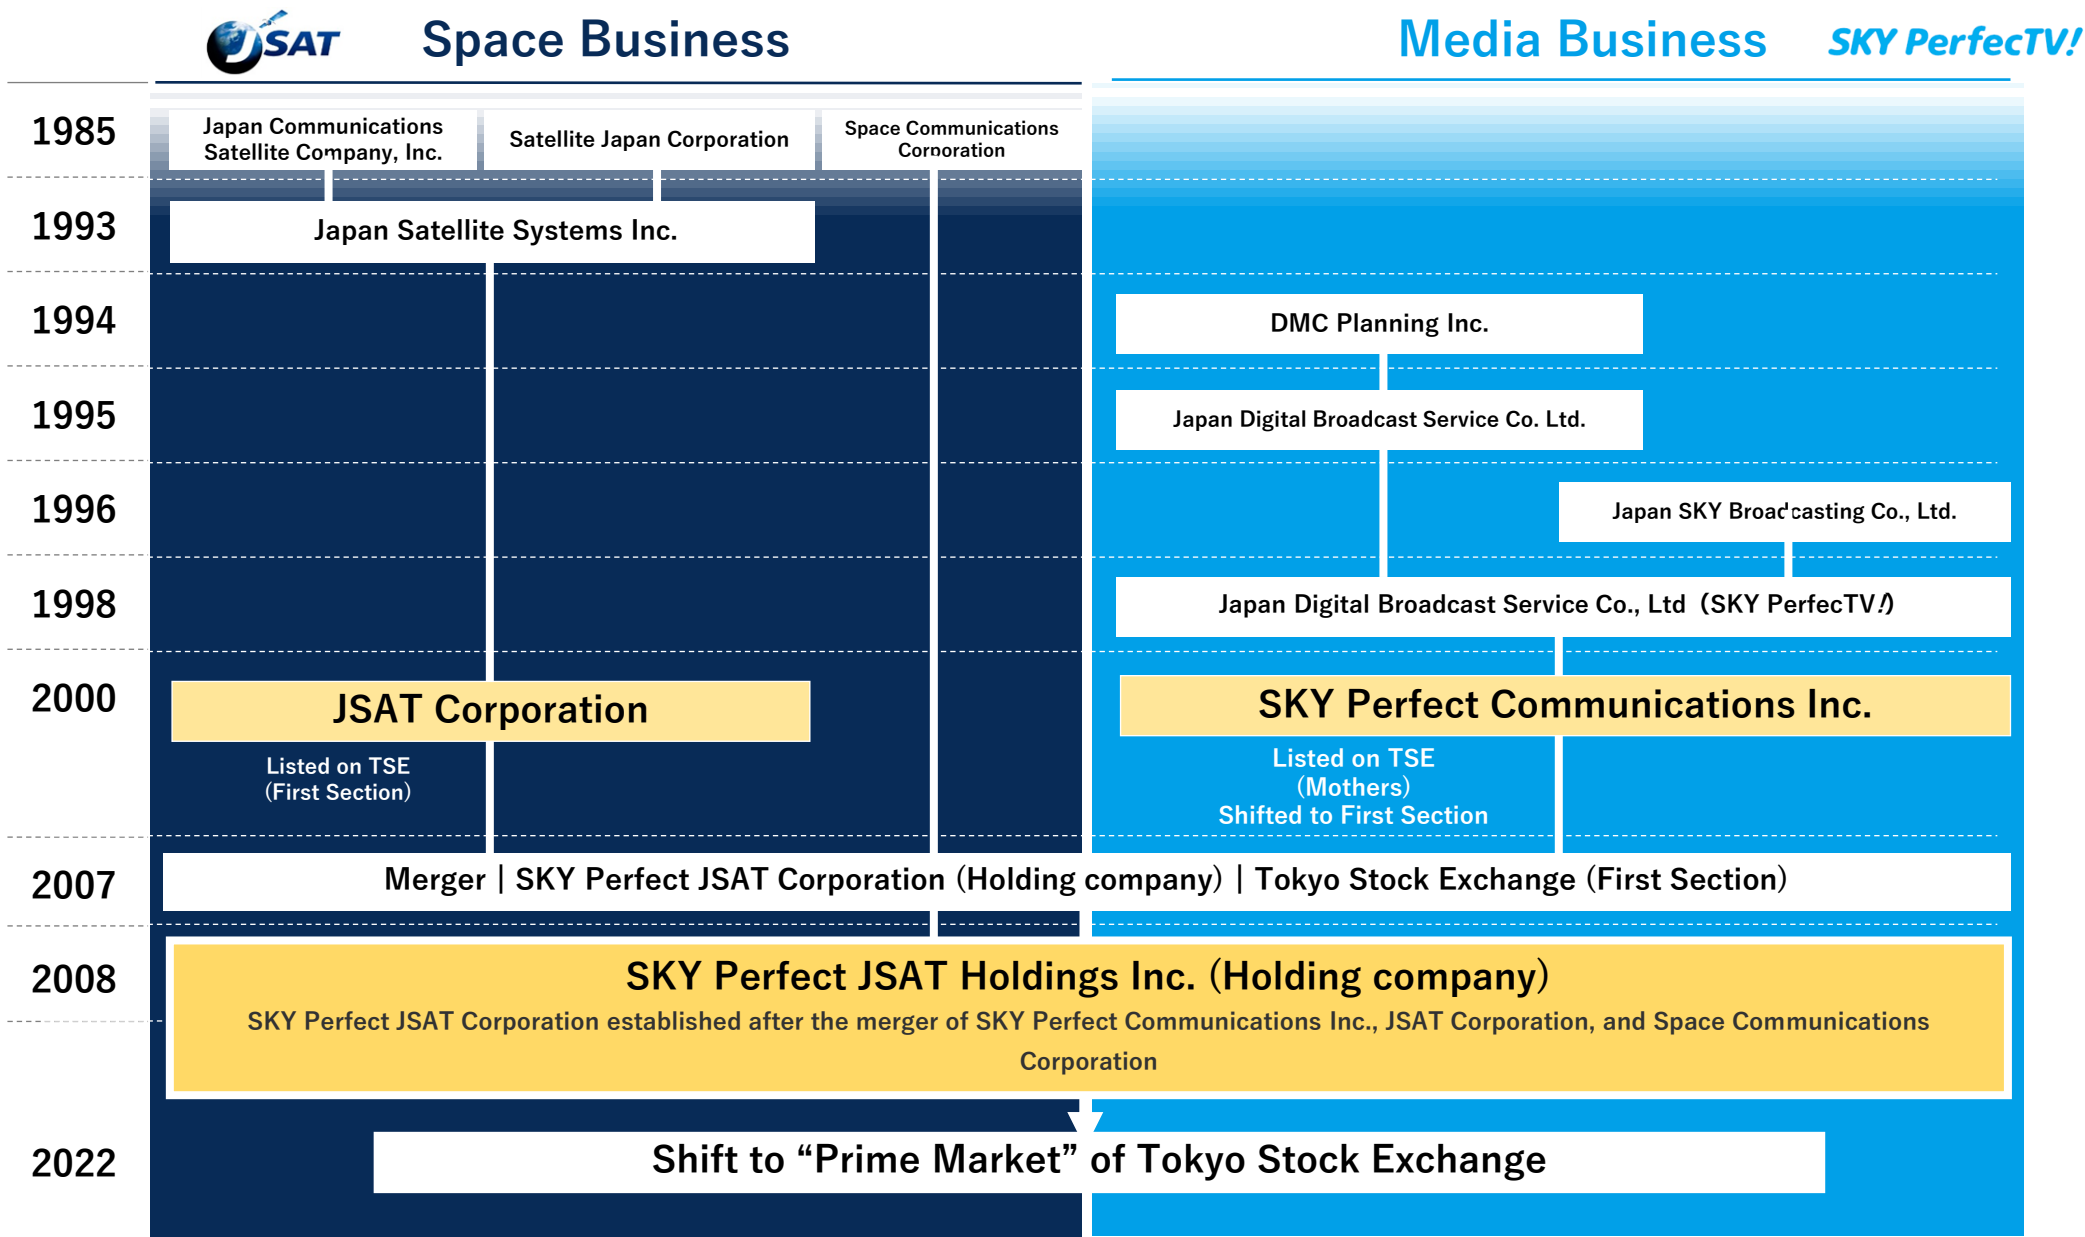 JSAT
Space Business
Media Business
SKY PerfecTV!
1985
Japan Communications
Satellite Company, Inc.
Satellite Japan Corporation
Space Communications
Corporation
1993
Japan Satellite Systems Inc.
1994
DMC Planning Inc.
1995
Japan Digital Broadcast Service Co. Ltd.
1996
Japan SKY Broadcasting Co., Ltd.
1998
Japan Digital Broadcast Service Co., Ltd (SKY PerfecTV!)
2000
JSAT Corporation
Listed on TSE
(First Section)
SKY Perfect Communications Inc.
Listed on TSE
(Mothers)
Shifted to First Section
2007
Merger | SKY Perfect JSAT Corporation (Holding company) | Tokyo Stock Exchange (First Section)
2008
SKY Perfect JSAT Holdings Inc. (Holding company)
SKY Perfect JSAT Corporation established after the merger of SKY Perfect Communications Inc., JSAT Corporation, and Space Communications
Corporation
2022
Shift to “Prime Market” of Tokyo Stock Exchange